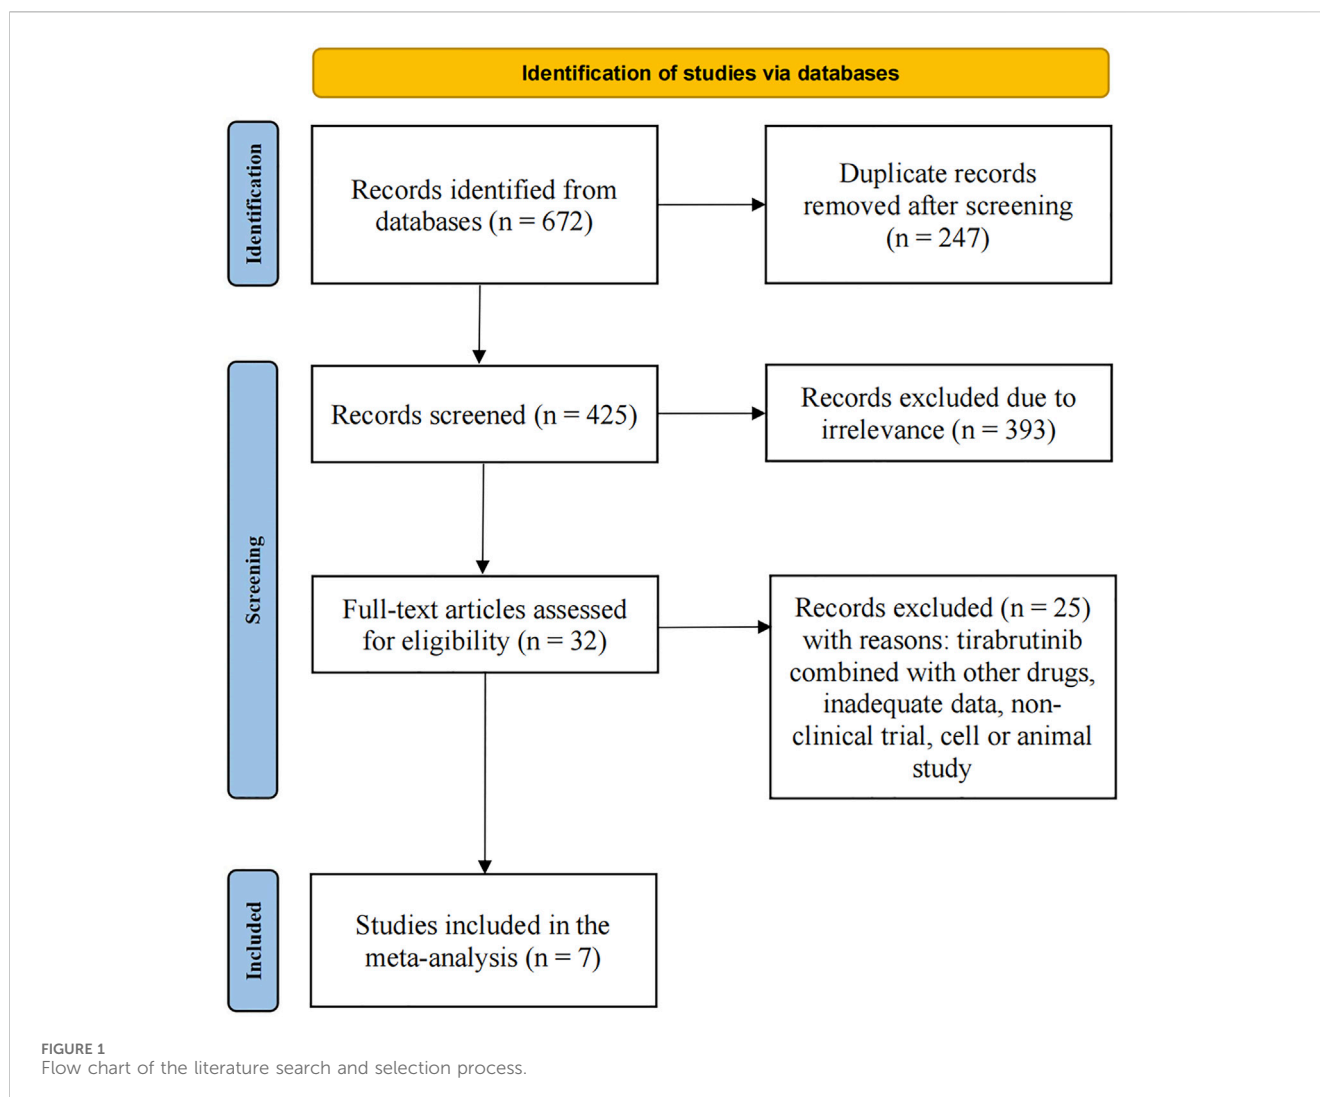 Identification of studies via databases
Identification
Records identified from
databases (n = 672)
Duplicate records
removed after screening
(n = 247)
Screening
Records screened (n = 425)
Records excluded due to
irrelevance (n = 393)
Full-text articles assessed
for eligibility (n = 32)
Records excluded (n = 25)
with reasons: tirabrutinib
combined with other drugs,
inadequate data, non-
clinical trial, cell or animal
study
Included
Studies included in the
meta-analysis (n = 7)
FIGURE 1
Flow chart of the literature search and selection process.